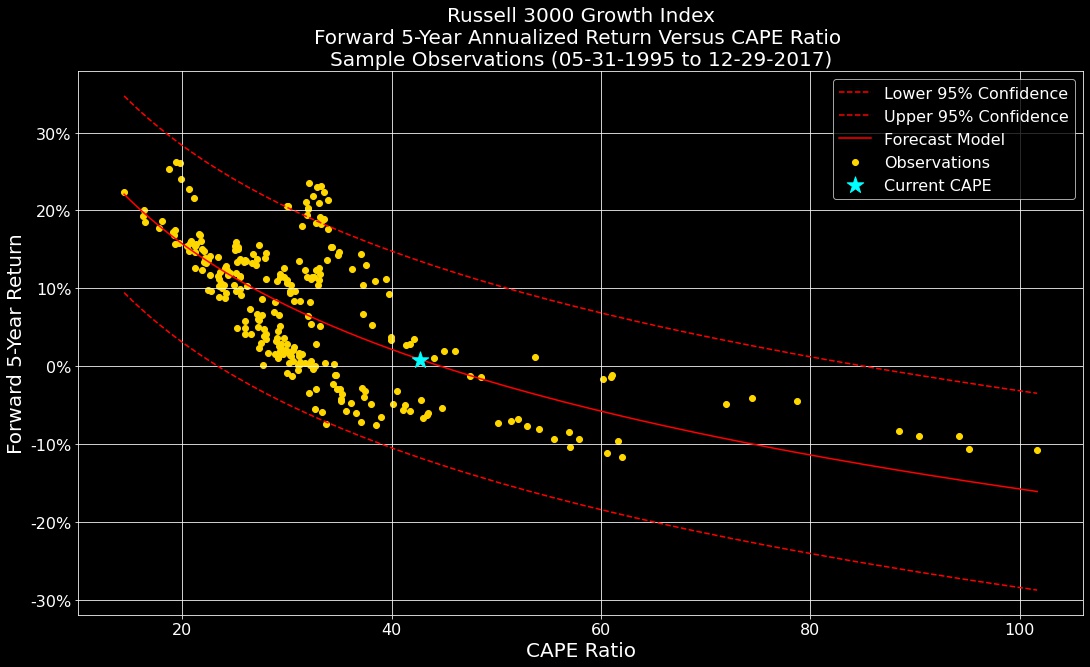 Russell 3000 Growth Index
Forward 5-Year Annualized Return Versus CAPE Ratio
Sample Observations (05-31-1995 to 12-29-2017)
Lower 95% Confidence
Upper 95% Confidence
Forecast Model
Observations
Current CAPE
Forward 5-Year Return
30%
20%
10%
0%
-10%
-20%
-30%
20 40 60 80 100
CAPE Ratio